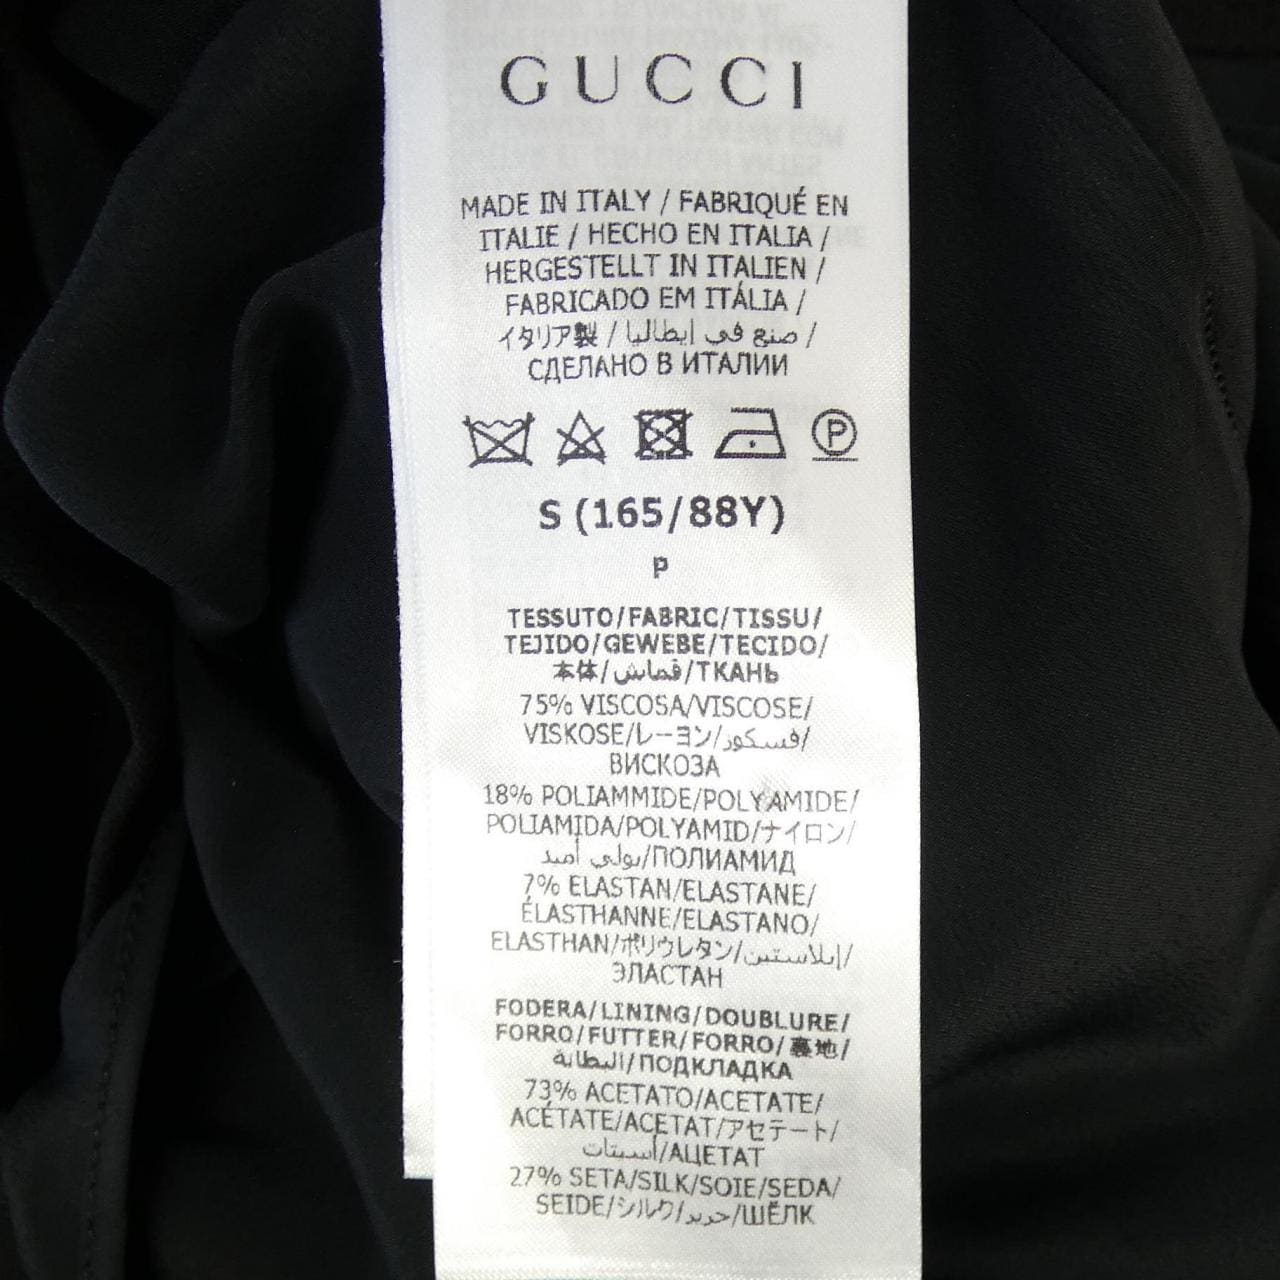 GUCCI
MADE IN ITALY / FABRIQUÉ EN
ITALIE / HECHO EN ITALIA /
HERGESTELLT IN ITALIEN /
FABRICADO EM ITÁLIA /
イタリア製 / صنع في إيطاليا /
СДЕЛАНО В ИТАЛИИ
P
S (165/88Y)
P
TESSUTO/FABRIC/TISSU/
TEJIDO/GEWEBE/TECIDO/
本体/قماش/ТКАНЬ
75% VISCOSA/VISCOSE/
VISKOSE/レーヨン/فسكوز/
ВИСКОЗА
18% POLIAMMIDE/POLYAMIDE/
POLIAMIDA/POLYAMID/ナイロン/
بولي أميد/ПОЛИАМИД
7% ELASTAN/ELASTANE/
ÉLASTHANNE/ELASTANO/
ELASTHAN/ポリウレタン/إيلاستين/
ЭЛАСТАН
FODERA/LINING/DOUBLURE/
FORRO/FUTTER/FORRO/裏地/
البطانة/ПОДКЛАДКА
73% ACETATO/ACETATE/
ACÉTATE/ACETAT/アセテート/
أسيتات/АЦЕТАТ
27% SETA/SILK/SOIE/SEDA/
SEIDE/シルク/حرير/ШЁЛК